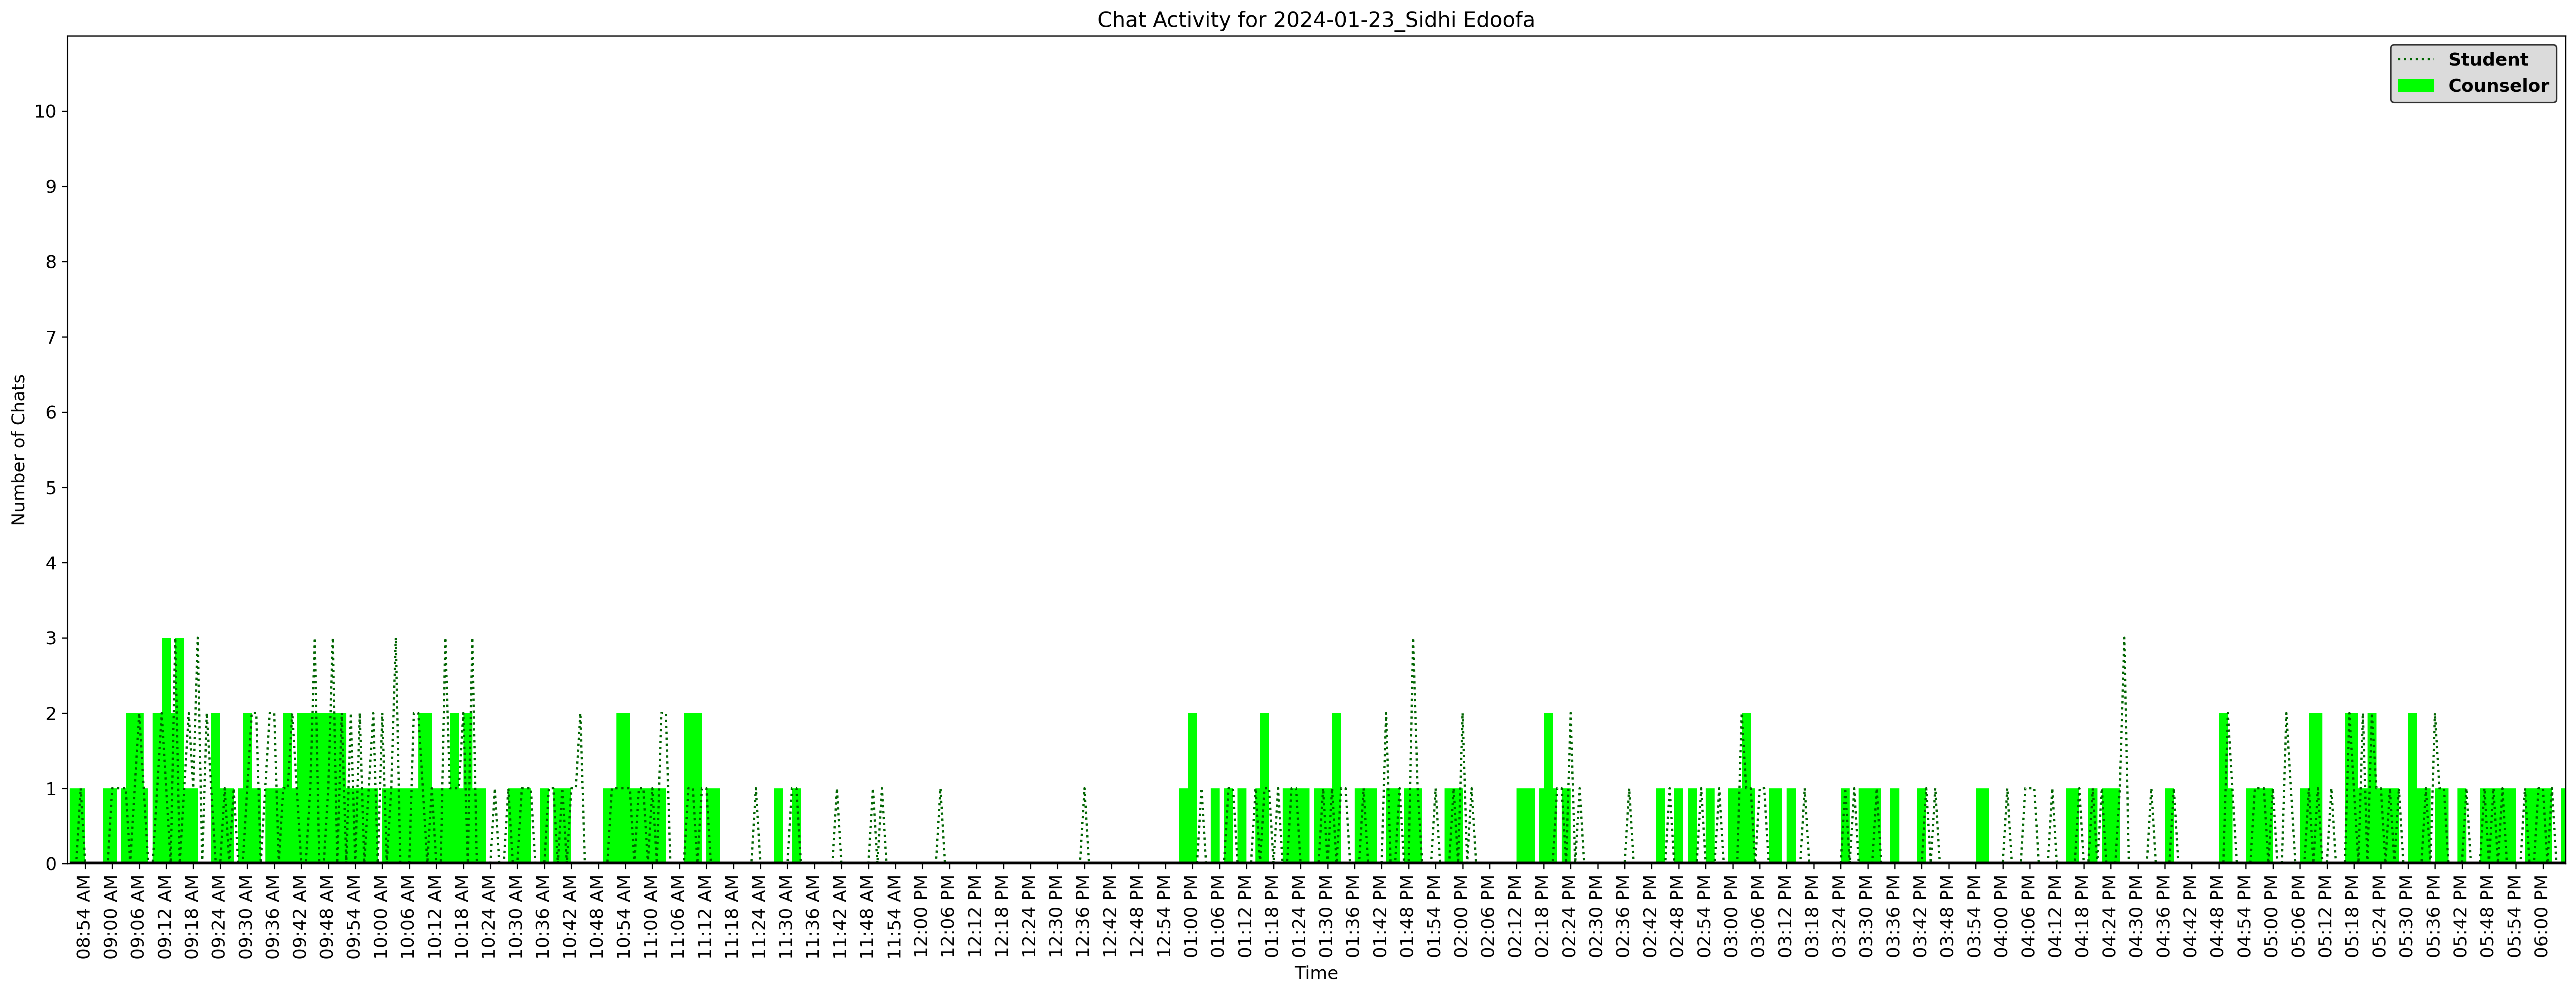 Chat Activity for 2024-01-23_Sidhi Edoofa
Student
Counselor
Number of Chats
10
9
8
7
6
5
4
3
2
1
0
08:54 AM
09:00 AM
09:06 AM
09:12 AM
09:18 AM
09:24 AM
09:30 AM
09:36 AM
09:42 AM
09:48 AM
09:54 AM
10:00 AM
10:06 AM
10:12 AM
10:18 AM
10:24 AM
10:30 AM
10:36 AM
10:42 AM
10:48 AM
10:54 AM
11:00 AM
11:06 AM
11:12 AM
11:18 AM
11:24 AM
11:30 AM
11:36 AM
11:42 AM
11:48 AM
11:54 AM
12:00 PM
12:06 PM
12:12 PM
12:18 PM
12:24 PM
12:30 PM
12:36 PM
12:42 PM
12:48 PM
12:54 PM
01:00 PM
01:06 PM
01:12 PM
01:18 PM
01:24 PM
01:30 PM
01:36 PM
01:42 PM
01:48 PM
01:54 PM
02:00 PM
02:06 PM
02:12 PM
02:18 PM
02:24 PM
02:30 PM
02:36 PM
02:42 PM
02:48 PM
02:54 PM
03:00 PM
03:06 PM
03:12 PM
03:18 PM
03:24 PM
03:30 PM
03:36 PM
03:42 PM
03:48 PM
03:54 PM
04:00 PM
04:06 PM
04:12 PM
04:18 PM
04:24 PM
04:30 PM
04:36 PM
04:42 PM
04:48 PM
04:54 PM
05:00 PM
05:06 PM
05:12 PM
05:18 PM
05:24 PM
05:30 PM
05:36 PM
05:42 PM
05:48 PM
05:54 PM
06:00 PM
Time